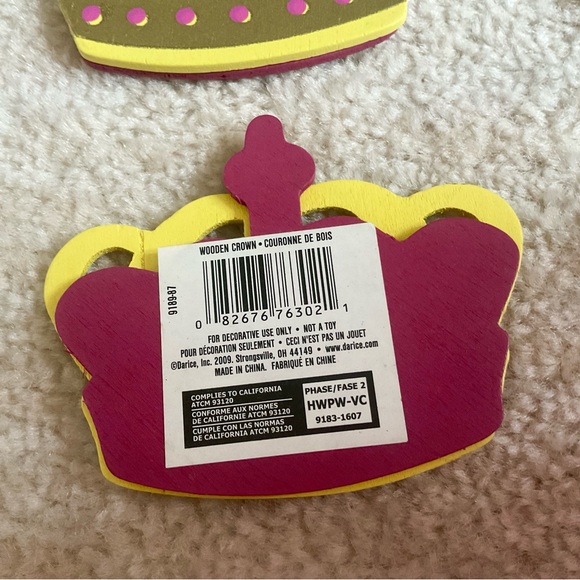 WOODEN CROWN • COURONNE DE BOIS
9189-87
0 82676 76302 1
FOR DECORATIVE USE ONLY • NOT A TOY
POUR DÉCORATION SEULEMENT • CECI N'EST PAS UN JOUET
©Darice, Inc. 2009. Strongsville, OH 44149 • www.darice.com
MADE IN CHINA. FABRIQUÉ EN CHINE
COMPLIES TO CALIFORNIA
ATCM 93120
CONFORME AUX NORMES
DE CALIFORNIE ATCM 93120
CUMPLE CON LAS NORMAS
DE CALIFORNIA ATCM 93120
PHASE/FASE 2
HWPW-VC
9183-1607